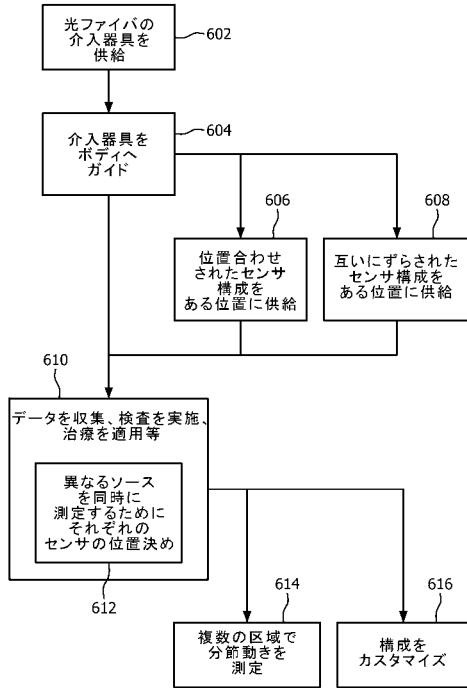 光ファイバの
介入器具を
供給
602
介入器具を
ボディへ
ガイド
604
606
位置合わせ
されたセンサ
構成を
ある位置に供給
608
互いにずらされた
センサ構成を
ある位置に供給
610
データを収集、検査を実施、
治療を適用等
異なるソース
を同時に
測定するために
それぞれの
センサの位置決め
612
614
複数の区域で
分節動きを
測定
616
構成を
カスタマイズ